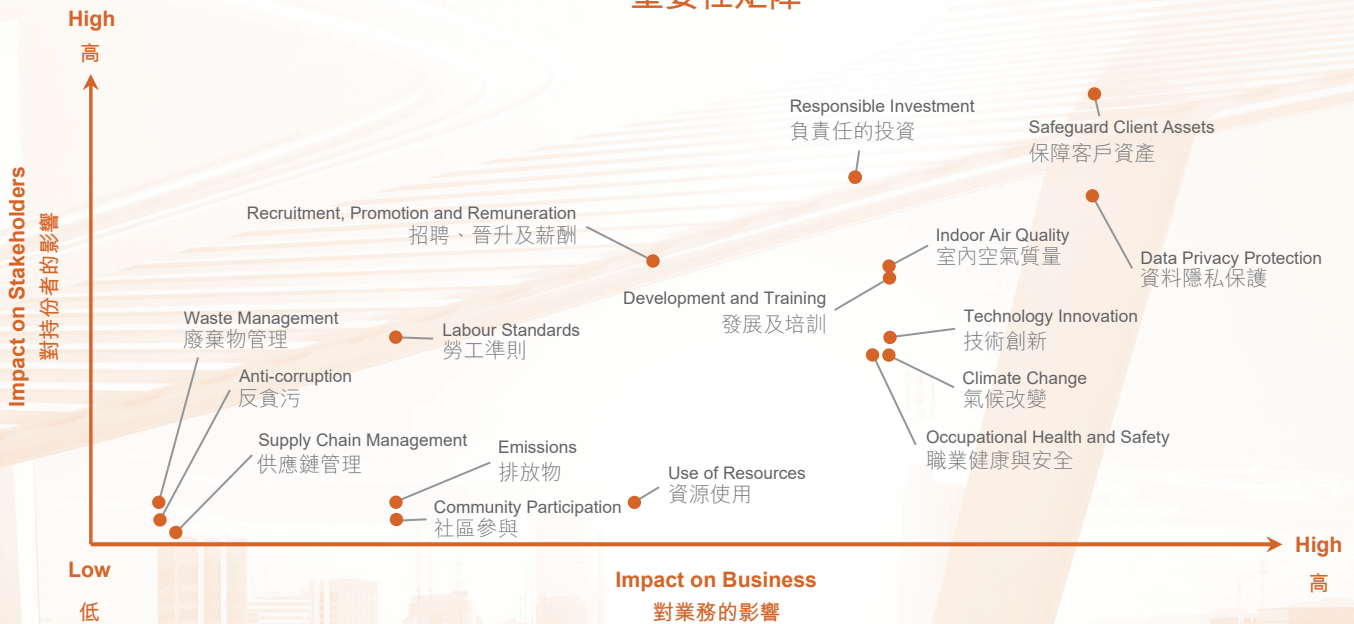 重要性矩陣
High
高
Impact on Stakeholders
對持份者的影響
Responsible Investment
負責任的投資
Safeguard Client Assets
保障客戶資產
Recruitment, Promotion and Remuneration
招聘、晉升及薪酬
Indoor Air Quality
室內空氣質量
Data Privacy Protection
資料隱私保護
Development and Training
發展及培訓
Waste Management
廢棄物管理
Labour Standards
勞工準則
Technology Innovation
技術創新
Anti-corruption
反貪污
Climate Change
氣候改變
Supply Chain Management
供應鏈管理
Emissions
排放物
Occupational Health and Safety
職業健康與安全
Use of Resources
資源使用
Community Participation
社區參與
Low
低
Impact on Business
對業務的影響
High
高